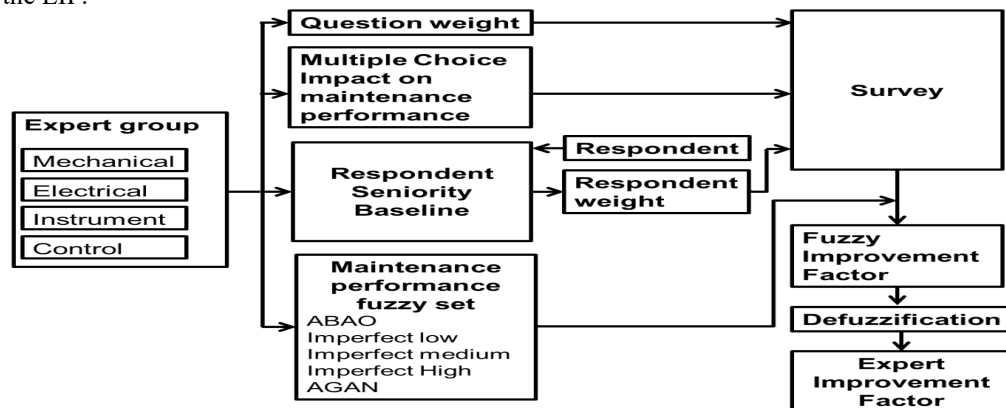 the EIF.
Question weight
Multiple Choice
Impact on
maintenance
performance
Survey
Expert group
Mechanical
Electrical
Instrument
Control
Respondent
Respondent
Seniority
Baseline
Respondent
weight
Maintenance
performance
fuzzy set
ABAO
Imperfect low
Imperfect medium
Imperfect High
AGAN
Fuzzy
Improvement
Factor
Defuzzification
Expert
Improvement
Factor